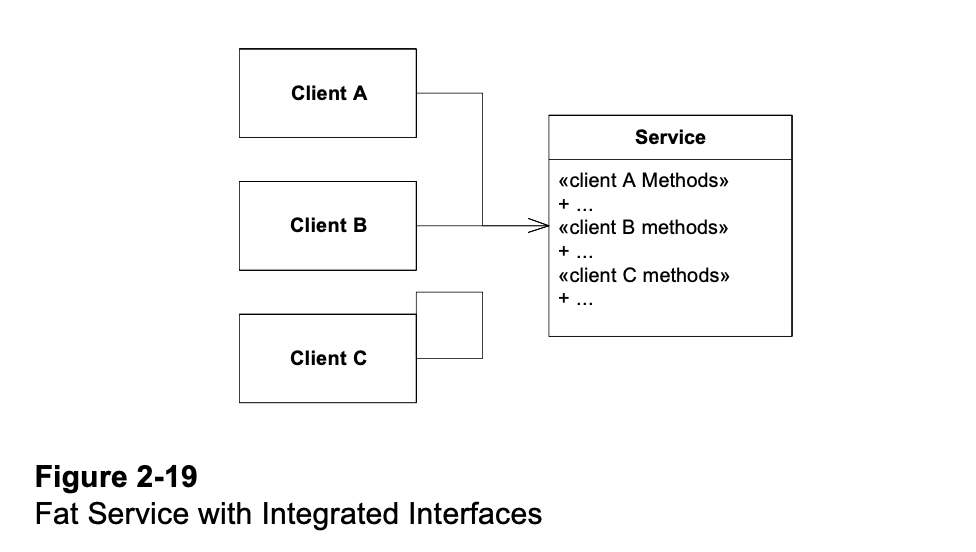 Client A
Client B
Client C
Service
«client A Methods»
+ ...
«client B methods»
+ ...
«client C methods»
+ ...
Figure 2-19
Fat Service with Integrated Interfaces